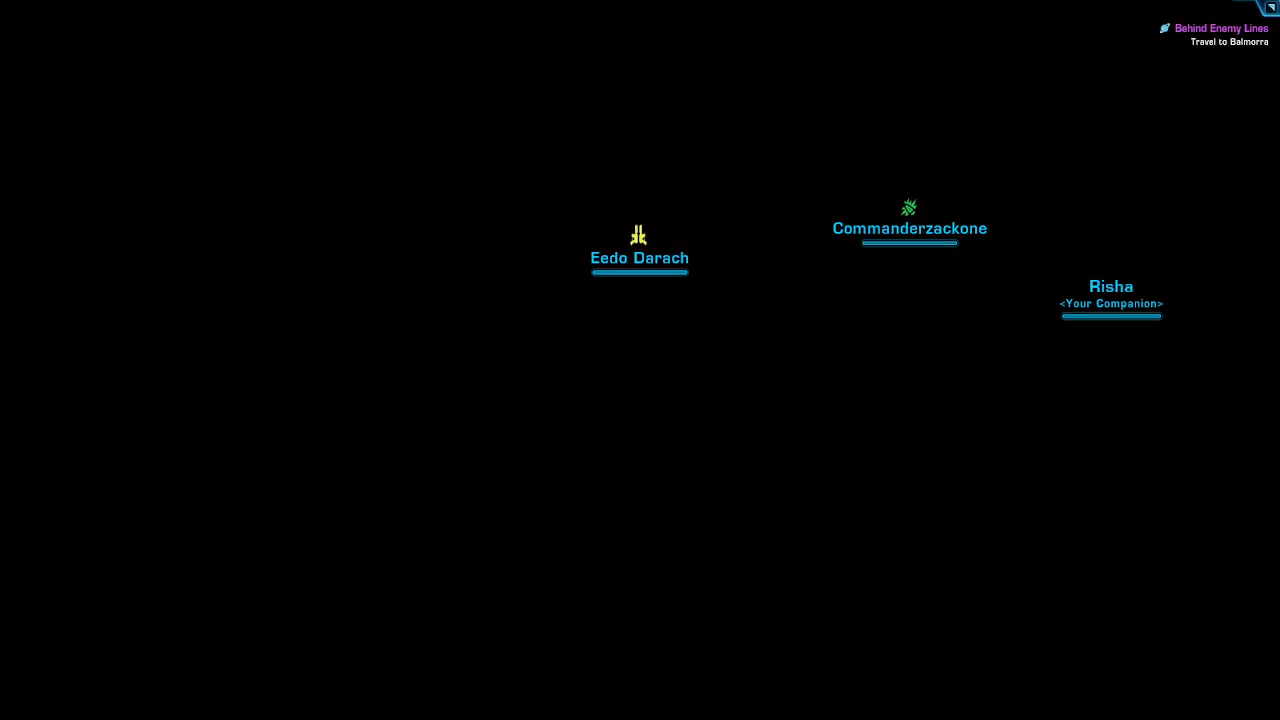 Behind Enemy Lines
Travel to Balmorra
Commanderzackone
Eedo Darach
Risha
<Your Companion>